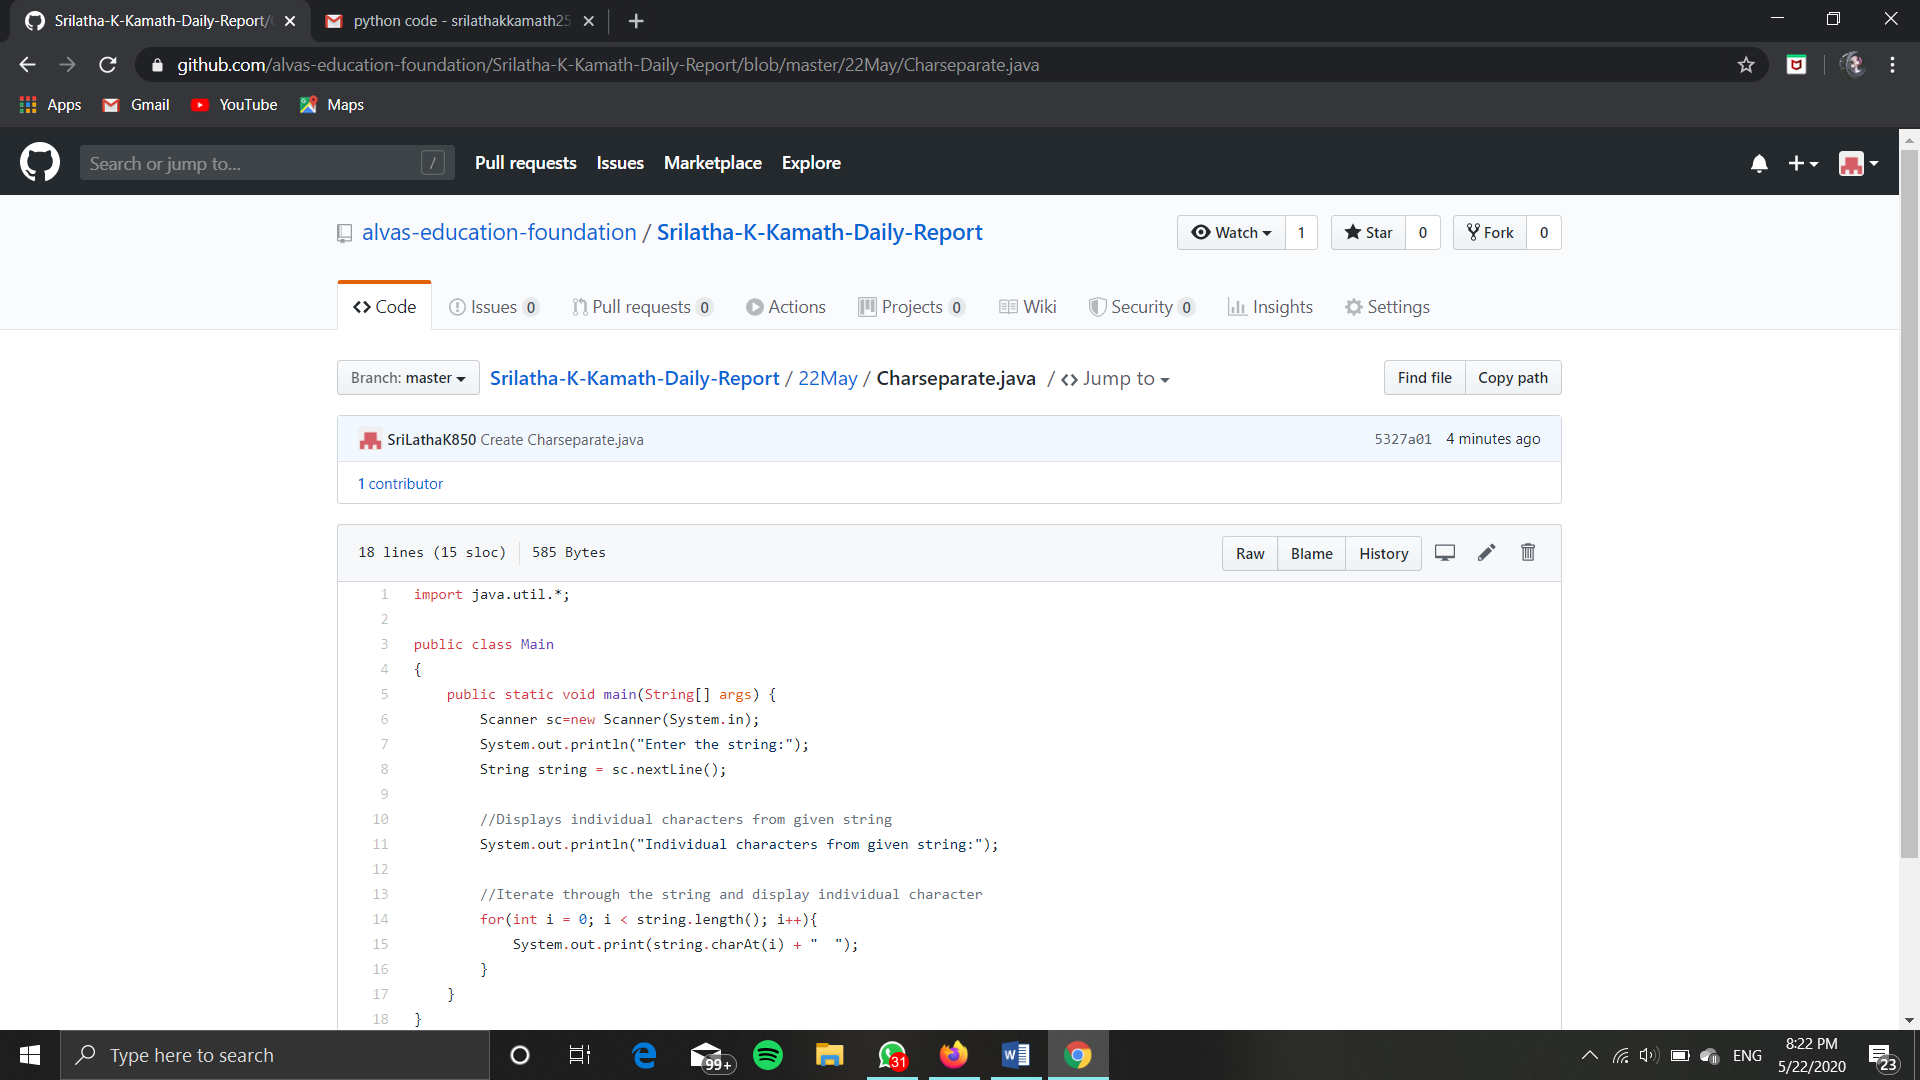 Srilatha-K-Kamath-Daily-Report/
python code - srilathakkamath25
github.com/alvas-education-foundation/Srilatha-K-Kamath-Daily-Report/blob/master/22May/Charseparate.java
Apps Gmail YouTube Maps
Search or jump to... / Pull requests Issues Marketplace Explore
alvas-education-foundation / Srilatha-K-Kamath-Daily-Report
Watch 1 Star 0 Fork 0
Code Issues 0 Pull requests 0 Actions Projects 0 Wiki Security 0 Insights Settings
Branch: master Srilatha-K-Kamath-Daily-Report / 22May / Charseparate.java / <> Jump to Find file Copy path
SriLathaK850 Create Charseparate.java 5327a01 4 minutes ago
1 contributor
18 lines (15 sloc) 585 Bytes Raw Blame History
1 import java.util.*;
2
3 public class Main
4 {
5 public static void main(String[] args) {
6 Scanner sc=new Scanner(System.in);
7 System.out.println("Enter the string:");
8 String string = sc.nextLine();
9
10 //Displays individual characters from given string
11 System.out.println("Individual characters from given string:");
12
13 //Iterate through the string and display individual character
14 for(int i = 0; i < string.length(); i++){
15 System.out.print(string.charAt(i) + "  ");
16 }
17 }
18 }
Type here to search 99+ 31 ENG 8:22 PM 23
5/22/2020